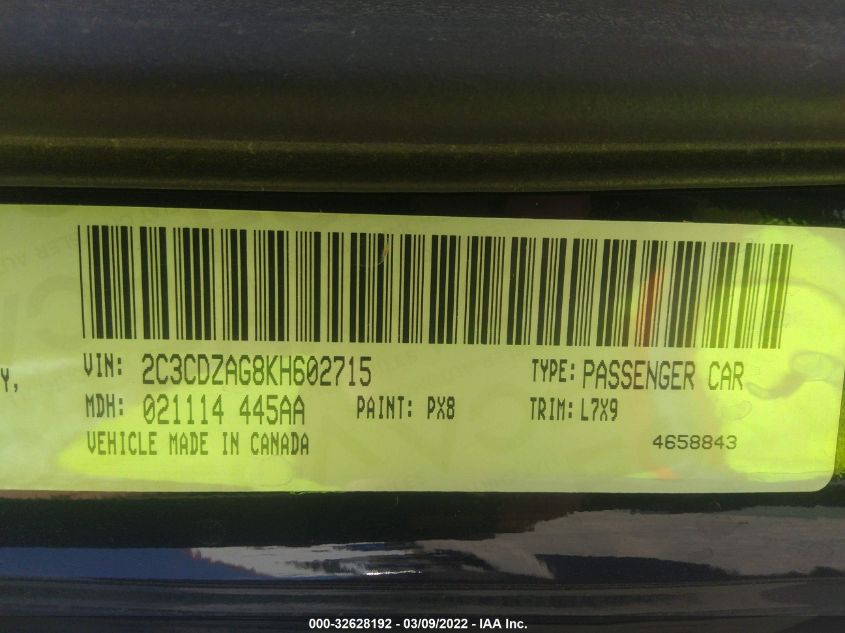 Y,
VIN: 2C3CDZAG8KH602715 TYPE: PASSENGER CAR
MDH: 021114 445AA PAINT: PX8 TRIM: L7X9
VEHICLE MADE IN CANADA 4658843
000-32628192 - 03/09/2022 - IAA Inc.